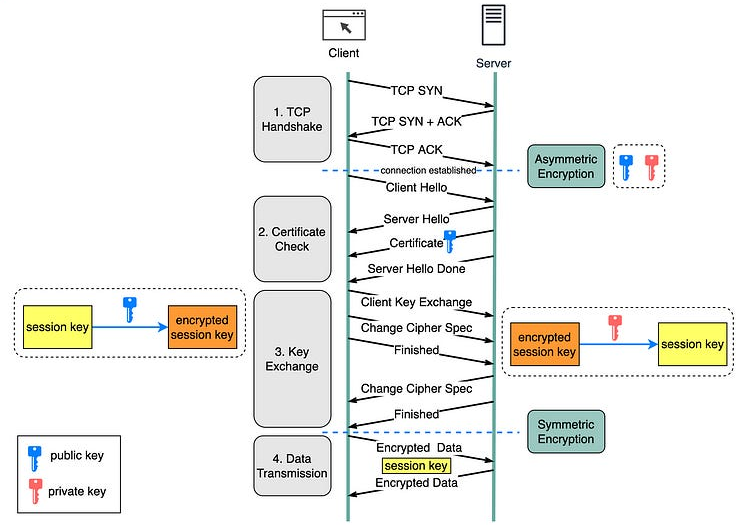 Client
Server
1. TCP
Handshake
TCP SYN
TCP SYN + ACK
TCP ACK
connection established
Asymmetric
Encryption
Client Hello
2. Certificate
Check
Server Hello
Certificate
Server Hello Done
session key
encrypted
session key
3. Key
Exchange
Client Key Exchange
Change Cipher Spec
Finished
Change Cipher Spec
Finished
encrypted
session key
session key
Symmetric
Encryption
4. Data
Transmission
Encrypted Data
session key
Encrypted Data
public key
private key